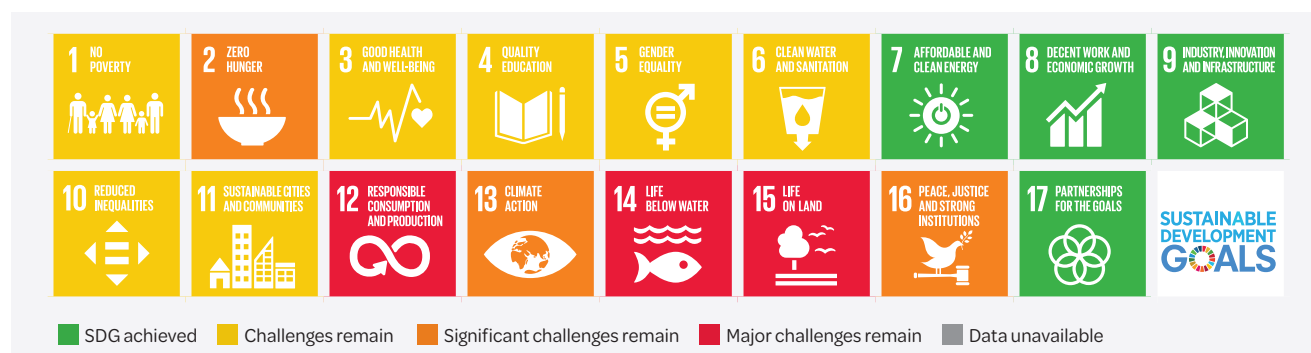 1 NO
POVERTY
2 ZERO
HUNGER
3 GOOD HEALTH
AND WELL-BEING
4 QUALITY
EDUCATION
5 GENDER
EQUALITY
6 CLEAN WATER
AND SANITATION
7 AFFORDABLE AND
CLEAN ENERGY
8 DECENT WORK AND
ECONOMIC GROWTH
9 INDUSTRY, INNOVATION
AND INFRASTRUCTURE
10 REDUCED
INEQUALITIES
11 SUSTAINABLE CITIES
AND COMMUNITIES
12 RESPONSIBLE
CONSUMPTION
AND PRODUCTION
13 CLIMATE
ACTION
14 LIFE
BELOW WATER
15 LIFE
ON LAND
16 PEACE, JUSTICE
AND STRONG
INSTITUTIONS
17 PARTNERSHIPS
FOR THE GOALS
SUSTAINABLE
DEVELOPMENT
GOALS
SDG achieved
Challenges remain
Significant challenges remain
Major challenges remain
Data unavailable